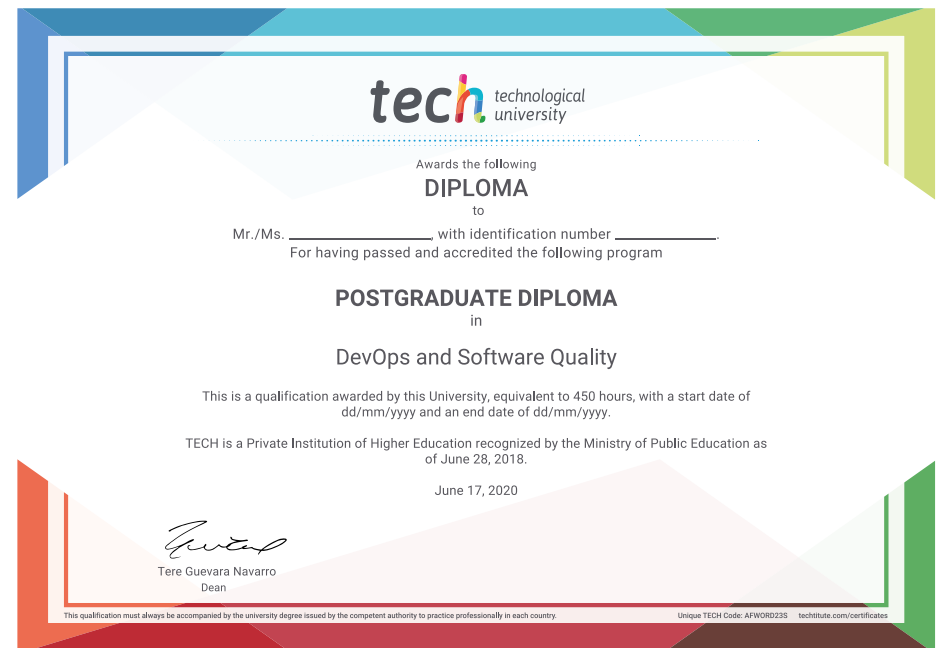 tech technological
university
Awards the following
DIPLOMA
to
Mr./Ms. ________________, with identification number ____________.
For having passed and accredited the following program
POSTGRADUATE DIPLOMA
in
DevOps and Software Quality
This is a qualification awarded by this University, equivalent to 450 hours, with a start date of
dd/mm/yyyy and an end date of dd/mm/yyyy.
TECH is a Private Institution of Higher Education recognized by the Ministry of Public Education as
of June 28, 2018.
June 17, 2020
Tere Guevara Navarro
Dean
This qualification must always be accompanied by the university degree issued by the competent authority to practice professionally in each country.
Unique TECH Code: AFWORD23S techtitute.com/certificates